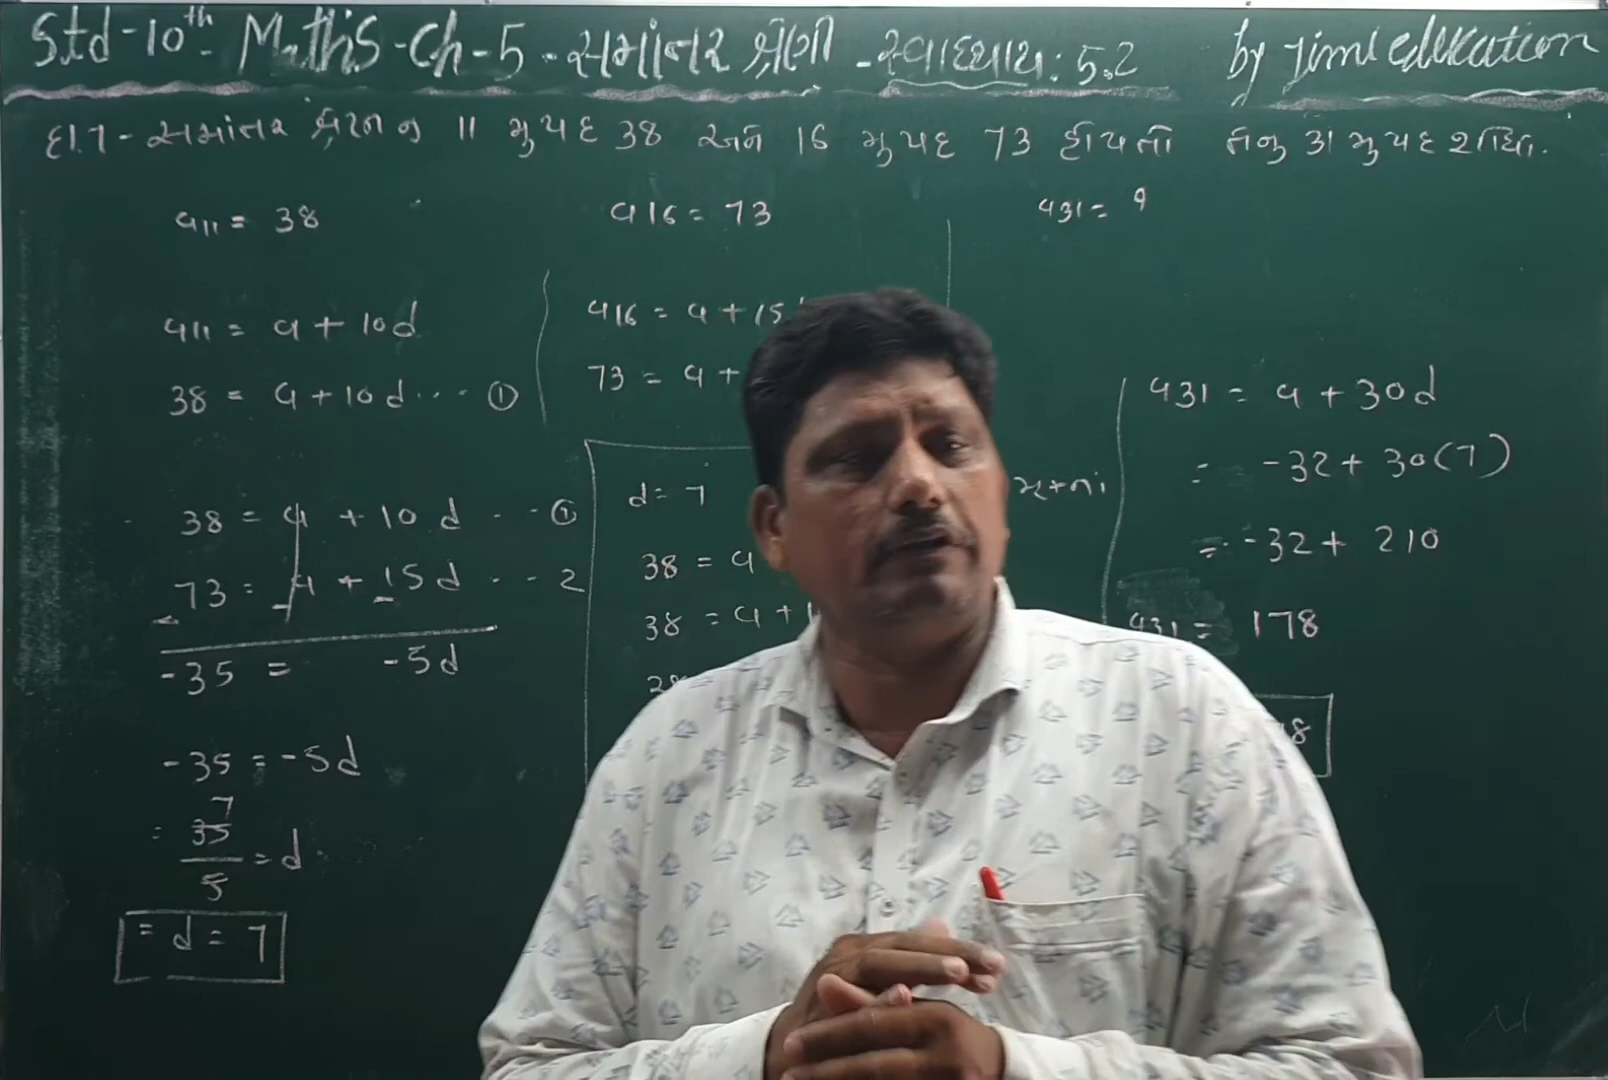 Std-10th Maths-Ch-5-સમાંતર શ્રેણી -સ્વાધ્યાય: 5.2 by Jimi education
દા.7- સમાંતર શ્રેણીનું 11 મુ પદ 38 અને 16 મુ પદ 73 હોય તો તેનુ 31 મુ પદ શોધો.
a11 = 38
a16 = 73
a31 = ?
a11 = a + 10d
38 = a + 10d ... ①
38 = a + 10d - - ①
73 = a + 15d - - 2
- - -
-35 = -5d
-35 = -5d
= 35/5 = d 7
= d = 7
a16 = a + 15
73 = a +
d = 7
38 = a
38 = a + 1
a31 = a + 30d
= -32 + 30(7)
= -32 + 210
a31 = 178
8